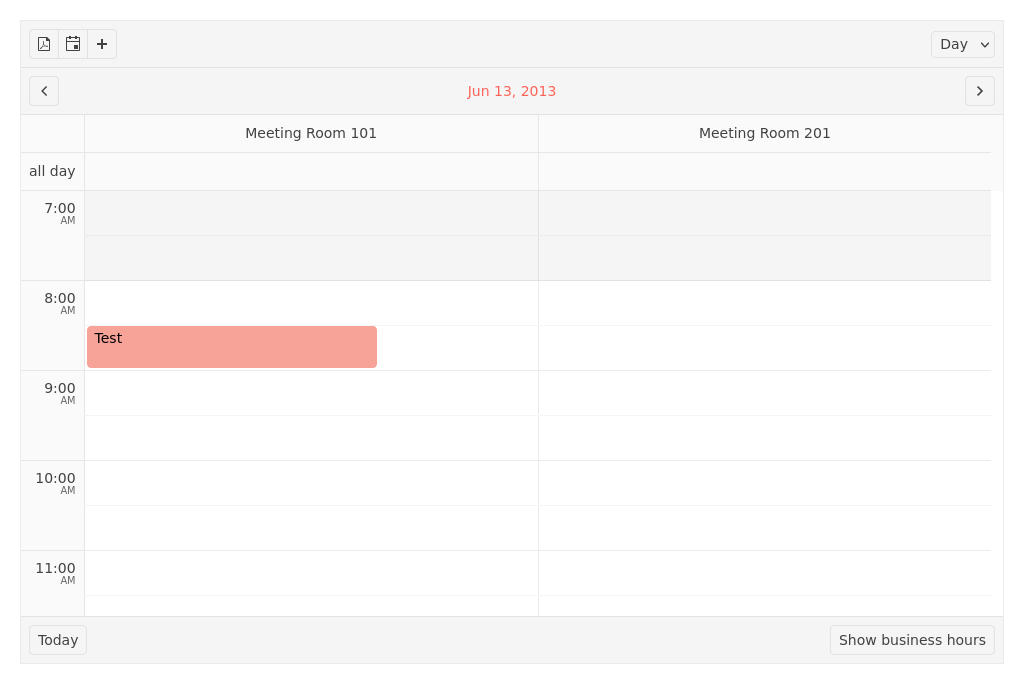 Day
Jun 13, 2013
Meeting Room 101 Meeting Room 201
all day
7:00
AM
8:00
AM
Test
9:00
AM
10:00
AM
11:00
AM
Today Show business hours